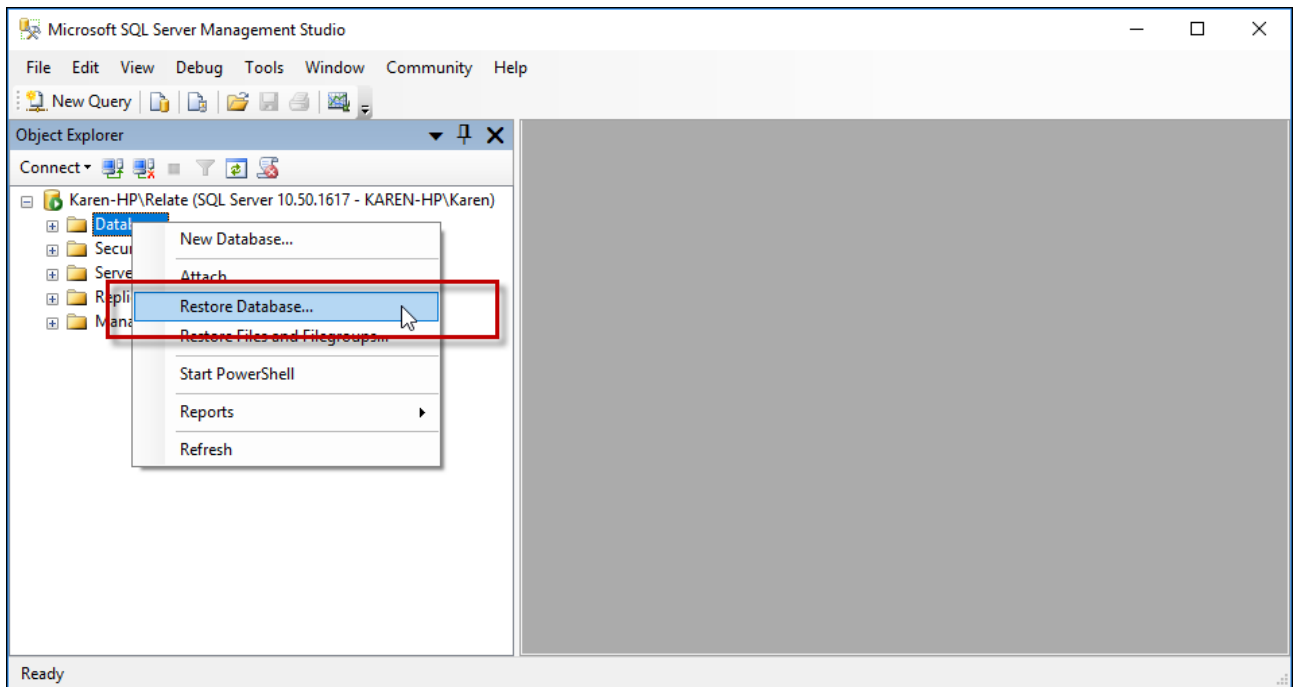 Microsoft SQL Server Management Studio
File Edit View Debug Tools Window Community Help
New Query
Object Explorer
Connect
Karen-HP\Relate (SQL Server 10.50.1617 - KAREN-HP\Karen)
New Database...
Attach
Restore Database...
Restore Files and Filegroups...
Start PowerShell
Reports
Refresh
Ready